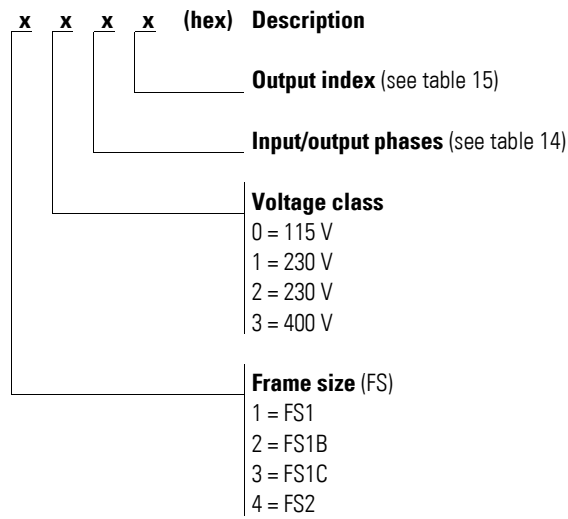 x x x x (hex) Description
Output index (see table 15)
Input/output phases (see table 14)
Voltage class
0 = 115 V
1 = 230 V
2 = 230 V
3 = 400 V
Frame size (FS)
1 = FS1
2 = FS1B
3 = FS1C
4 = FS2